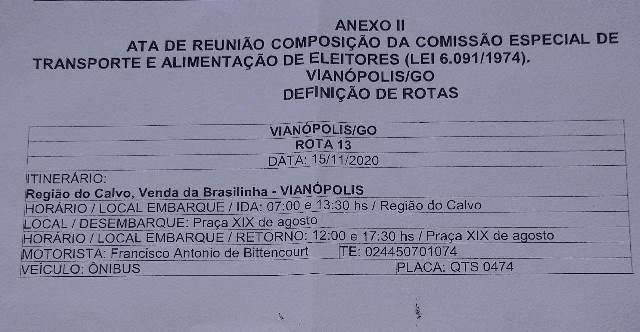 ANEXO II
ATA DE REUNIÃO COMPOSIÇÃO DA COMISSÃO ESPECIAL DE
TRANSPORTE E ALIMENTAÇÃO DE ELEITORES (LEI 6.091/1974).
VIANÓPOLIS/GO
DEFINIÇÃO DE ROTAS
VIANÓPOLIS/GO
ROTA 13
DATA: 15/11/2020
ITINERÁRIO:
Região do Calvo, Venda da Brasilinha - VIANÓPOLIS
HORÁRIO / LOCAL EMBARQUE / IDA: 07:00 e 13:30 hs / Região do Calvo
LOCAL / DESEMBARQUE: Praça XIX de agosto
HORÁRIO / LOCAL EMBARQUE / RETORNO: 12:00 e 17:30 hs / Praça XIX de agosto
MOTORISTA: Francisco Antonio de Bittencourt TE: 024450701074
VEÍCULO: ÔNIBUS PLACA: QTS 0474